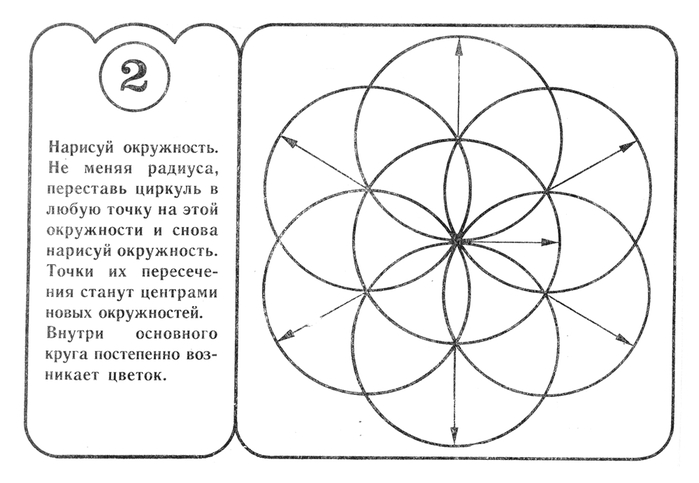 2
Нарисуй окружность.
Не меняя радиуса,
переставь циркуль в
любую точку на этой
окружности и снова
нарисуй окружность.
Точки их пересече-
ния станут центрами
новых окружностей.
Внутри основного
круга постепенно воз-
никает цветок.